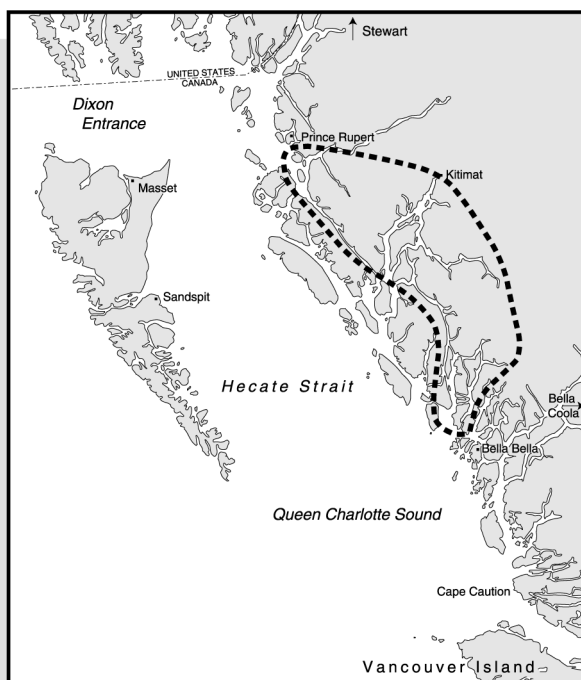 Stewart
UNITED STATES
CANADA
Dixon
Entrance
Prince Rupert
Masset
Kitimat
Sandspit
Hecate Strait
Bella
Coola
Bella Bella
Queen Charlotte Sound
Cape Caution
Vancouver Island